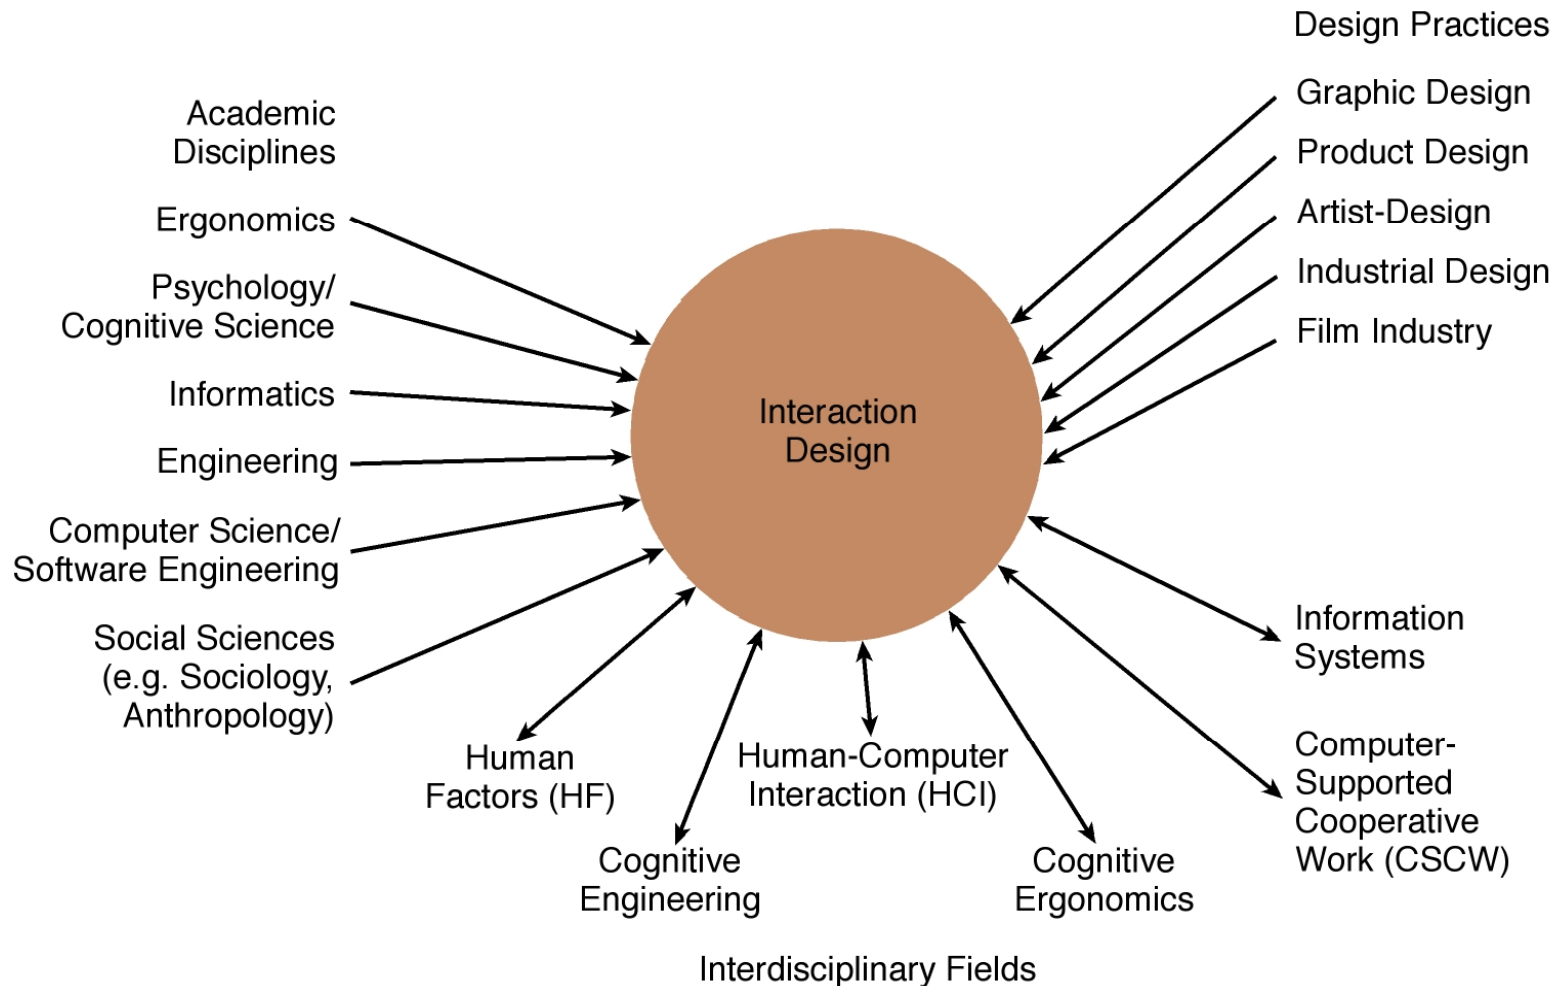 Academic
Disciplines
Ergonomics
Psychology/
Cognitive Science
Informatics
Engineering
Computer Science/
Software Engineering
Social Sciences
(e.g. Sociology,
Anthropology)
Design Practices
Graphic Design
Product Design
Artist-Design
Industrial Design
Film Industry
Interaction
Design
Information
Systems
Computer-
Supported
Cooperative
Work (CSCW)
Human
Factors (HF)
Human-Computer
Interaction (HCI)
Cognitive
Engineering
Cognitive
Ergonomics
Interdisciplinary Fields